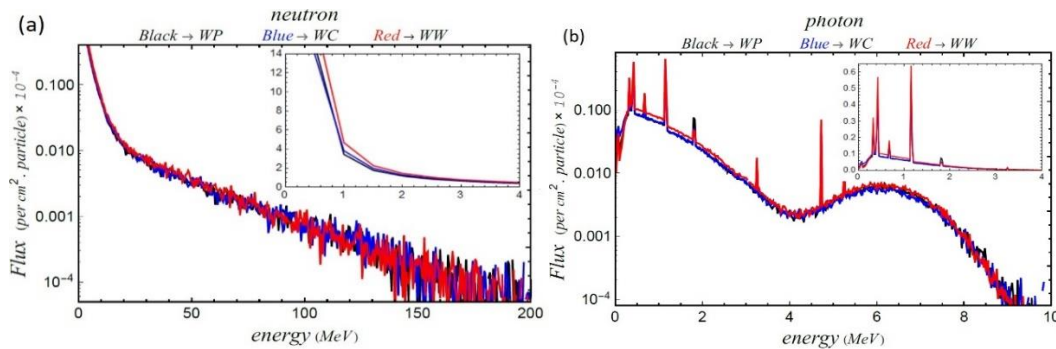 (a)
neutron
Black → WP Blue → WC Red → WW
Flux (per cm². particle) × 10⁻⁴
0.100
0.010
0.001
10⁻⁴
14
12
10
8
6
4
2
0
0 1 2 3 4
0 50 100 150 200
energy (MeV)
(b)
photon
Black → WP Blue → WC Red → WW
Flux (per cm². particle) × 10⁻⁴
0.100
0.010
0.001
10⁻⁴
0.6
0.5
0.4
0.3
0.2
0.1
0.0
0 1 2 3 4
0 2 4 6 8 10
energy (MeV)